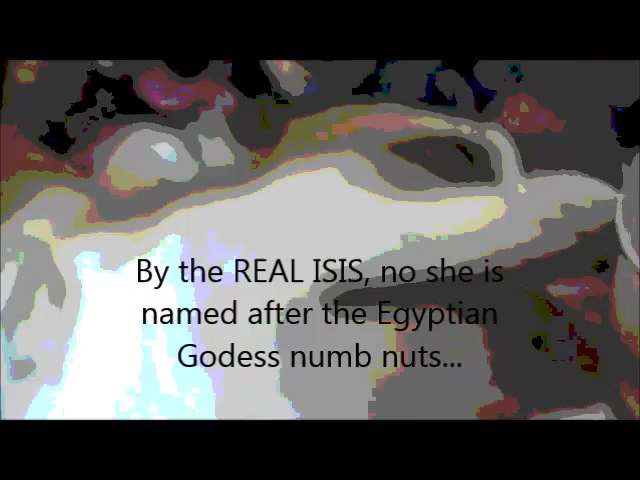 By the REAL ISIS, no she is
named after the Egyptian
Godess numb nuts...